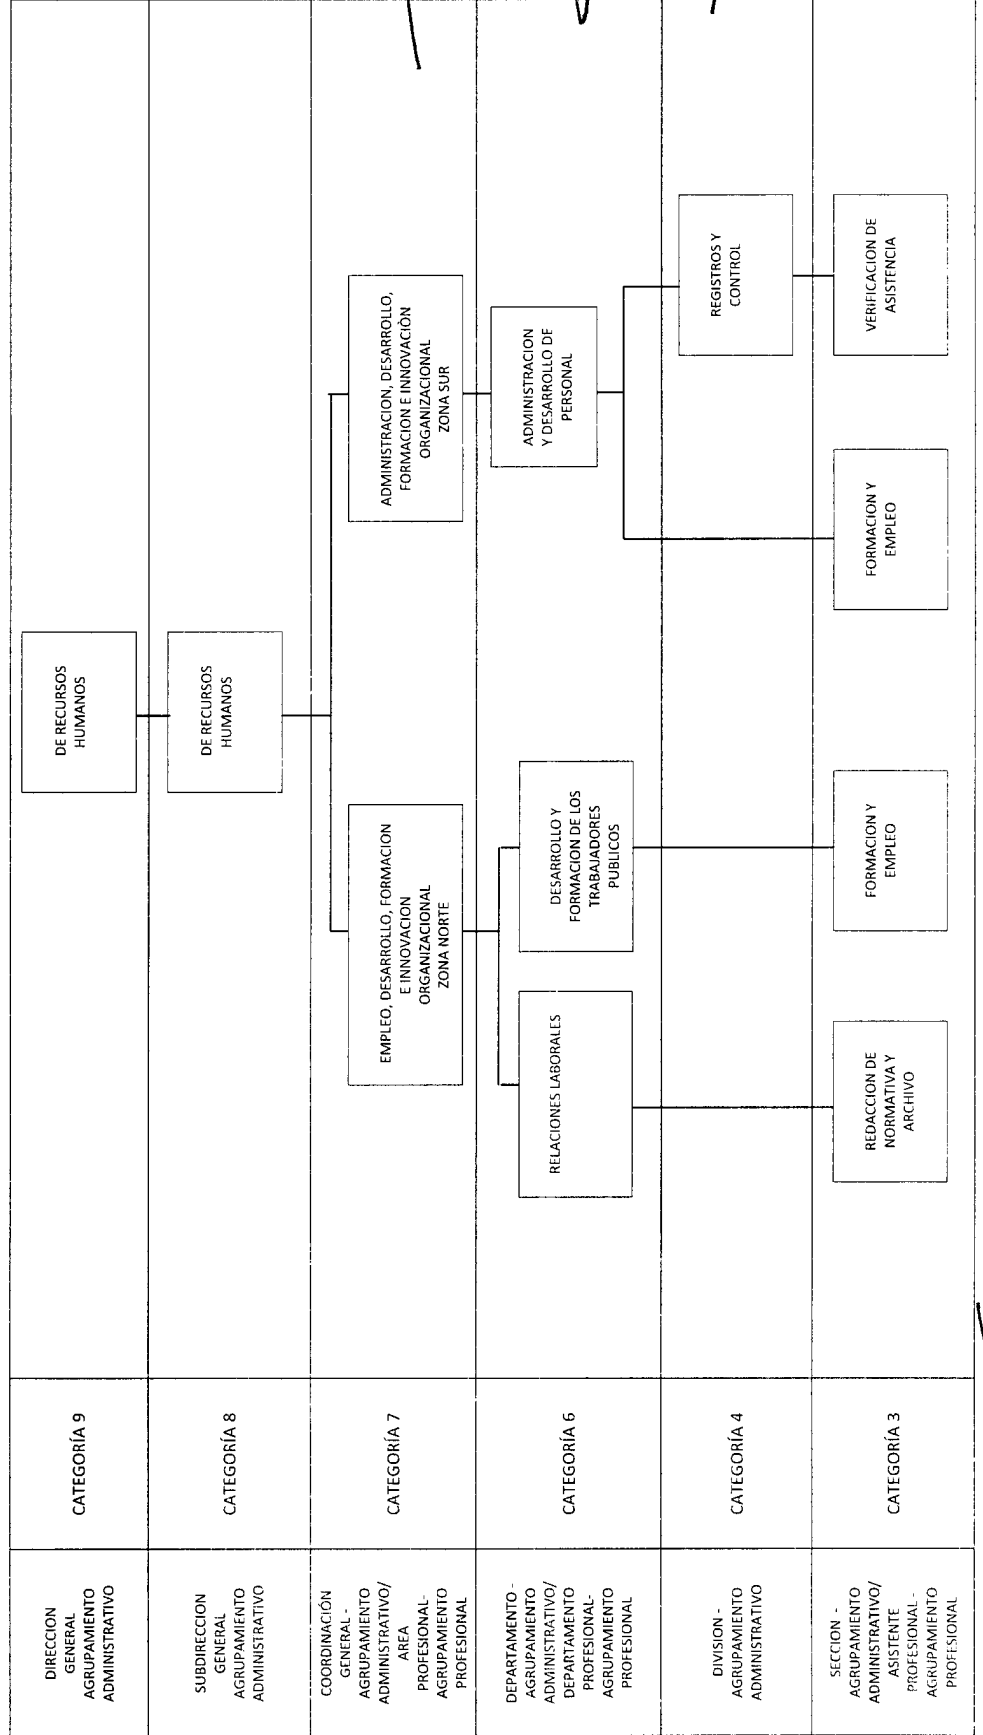 DIRECCION
GENERAL
AGRUPAMIENTO
ADMINISTRATIVO
CATEGORÍA 9
DE RECURSOS
HUMANOS
SUBDIRECCION
GENERAL
AGRUPAMIENTO
ADMINISTRATIVO
CATEGORÍA 8
DE RECURSOS
HUMANOS
COORDINACIÓN
GENERAL -
AGRUPAMIENTO
ADMINISTRATIVO/
AREA
PROFESIONAL-
AGRUPAMIENTO
PROFESIONAL
CATEGORÍA 7
EMPLEO, DESARROLLO, FORMACION
E INNOVACION
ORGANIZACIONAL
ZONA NORTE
ADMINISTRACION, DESARROLLO,
FORMACION E INNOVACIÒN
ORGANIZACIONAL
ZONA SUR
DEPARTAMENTO -
AGRUPAMIENTO
ADMINISTRATIVO/
DEPARTAMENTO
PROFESIONAL-
AGRUPAMIENTO
PROFESIONAL
CATEGORÍA 6
RELACIONES LABORALES
DESARROLLO Y
FORMACION DE LOS
TRABAJADORES
PUBLICOS
ADMINISTRACION
Y DESARROLLO DE
PERSONAL
DIVISION -
AGRUPAMIENTO
ADMINISTRATIVO
CATEGORÍA 4
REGISTROS Y
CONTROL
SECCION -
AGRUPAMIENTO
ADMINISTRATIVO/
ASISTENTE
PROFESIONAL -
AGRUPAMIENTO
PROFESIONAL
CATEGORÍA 3
REDACCION DE
NORMATIVA Y
ARCHIVO
FORMACION Y
EMPLEO
FORMACION Y
EMPLEO
VERIFICACION DE
ASISTENCIA